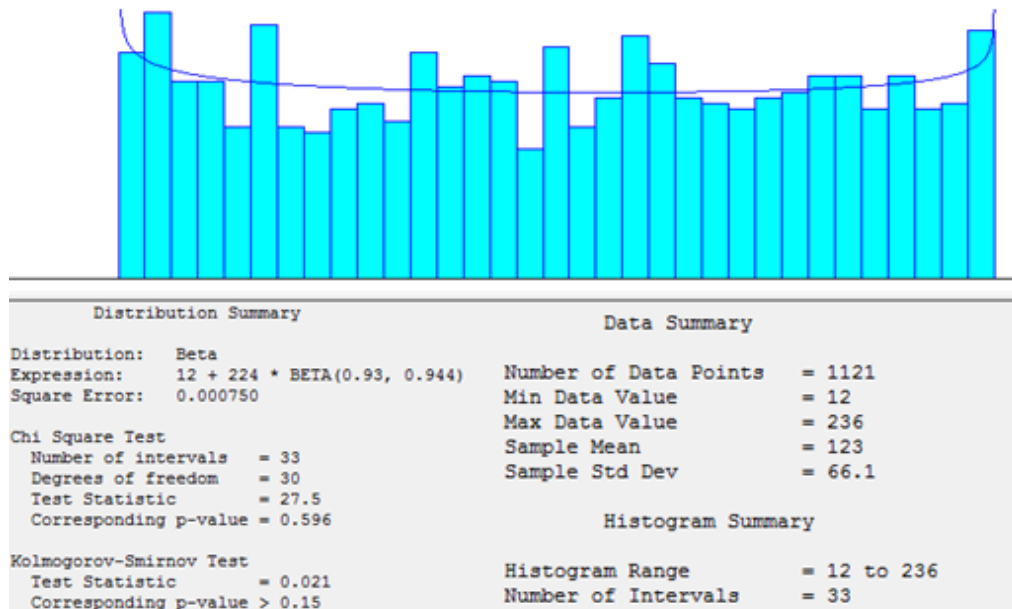 Distribution Summary
Distribution: Beta
Expression: 12 + 224 * BETA(0.93, 0.944)
Square Error: 0.000750
Chi Square Test
Number of intervals = 33
Degrees of freedom = 30
Test Statistic = 27.5
Corresponding p-value = 0.596
Kolmogorov-Smirnov Test
Test Statistic = 0.021
Corresponding p-value > 0.15
Data Summary
Number of Data Points = 1121
Min Data Value = 12
Max Data Value = 236
Sample Mean = 123
Sample Std Dev = 66.1
Histogram Summary
Histogram Range = 12 to 236
Number of Intervals = 33